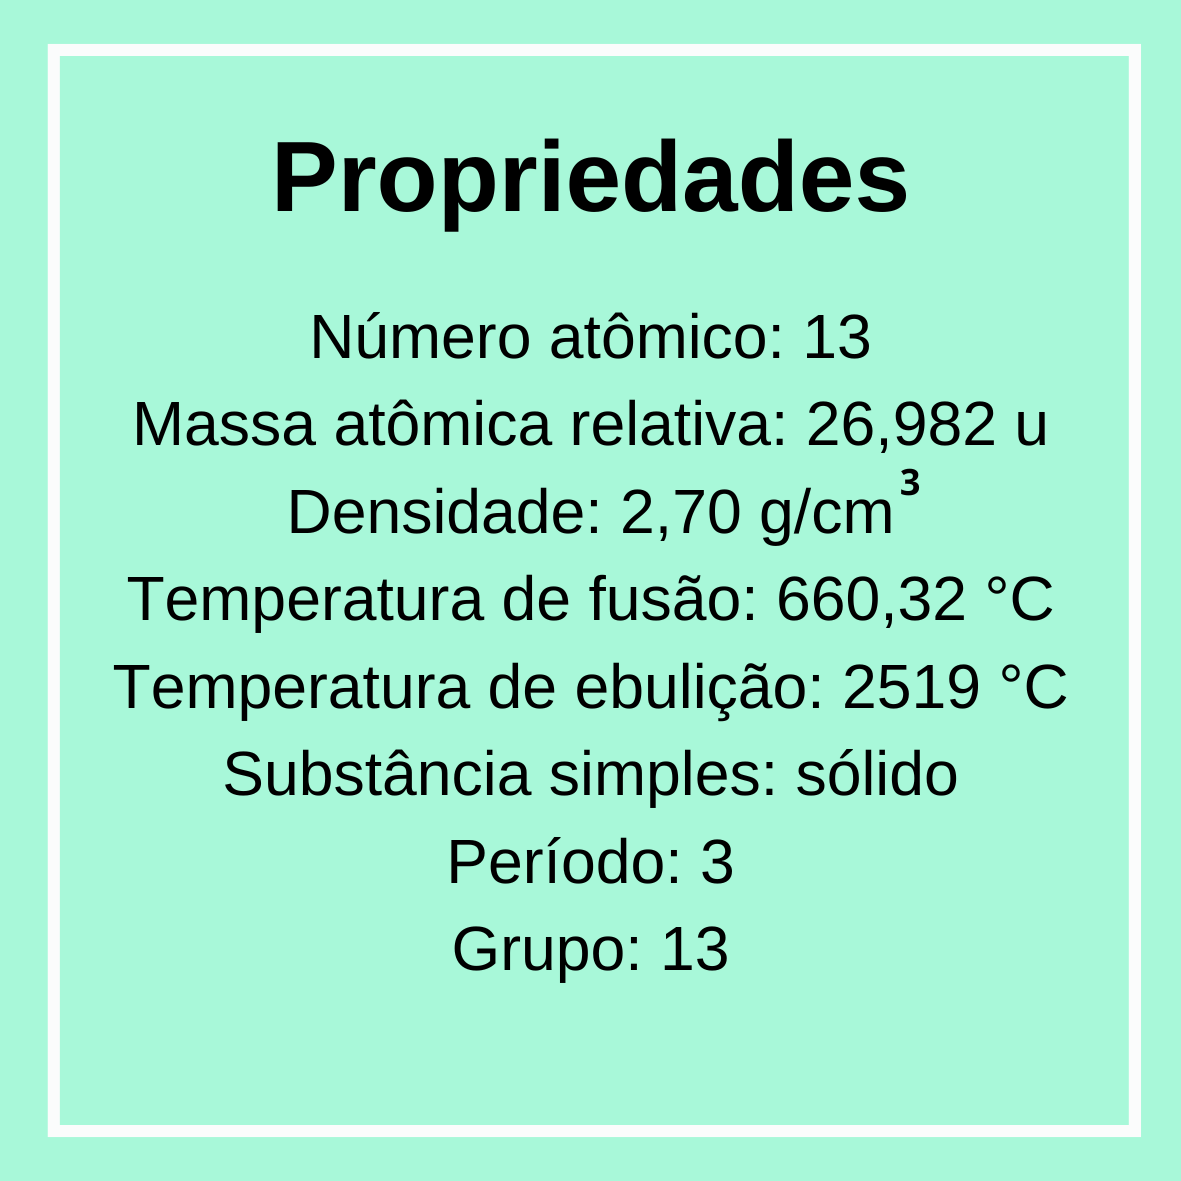 Propriedades
Número atômico: 13
Massa atômica relativa: 26,982 u
Densidade: 2,70 g/cm³
Temperatura de fusão: 660,32 °C
Temperatura de ebulição: 2519 °C
Substância simples: sólido
Período: 3
Grupo: 13